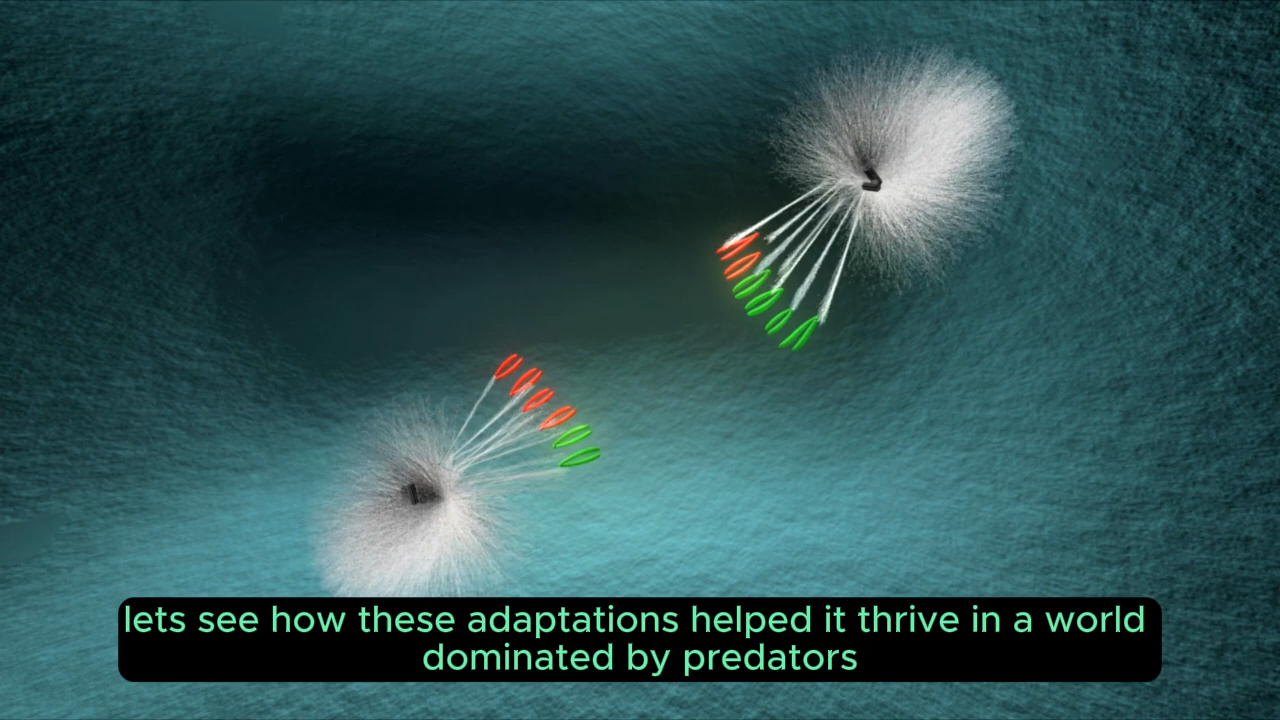 lets see how these adaptations helped it thrive in a world
dominated by predators